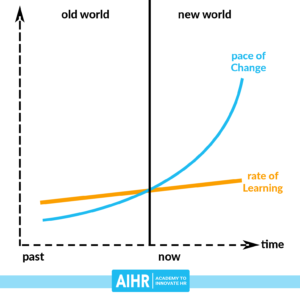 old world
new world
pace of
Change
rate of
Learning
time
past
now
AIHR
ACADEMY TO
INNOVATE HR